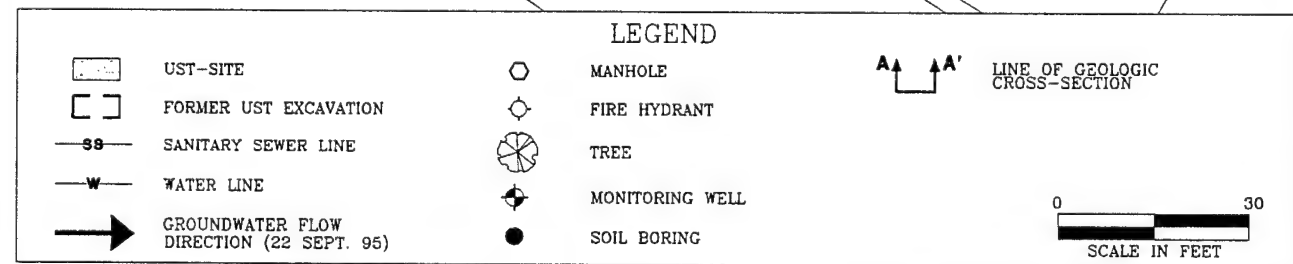 LEGEND
UST-SITE
FORMER UST EXCAVATION
SS
SANITARY SEWER LINE
W
WATER LINE
GROUNDWATER FLOW
DIRECTION (22 SEPT. 95)
MANHOLE
FIRE HYDRANT
TREE
MONITORING WELL
SOIL BORING
A A'
LINE OF GEOLOGIC
CROSS-SECTION
0 30
SCALE IN FEET